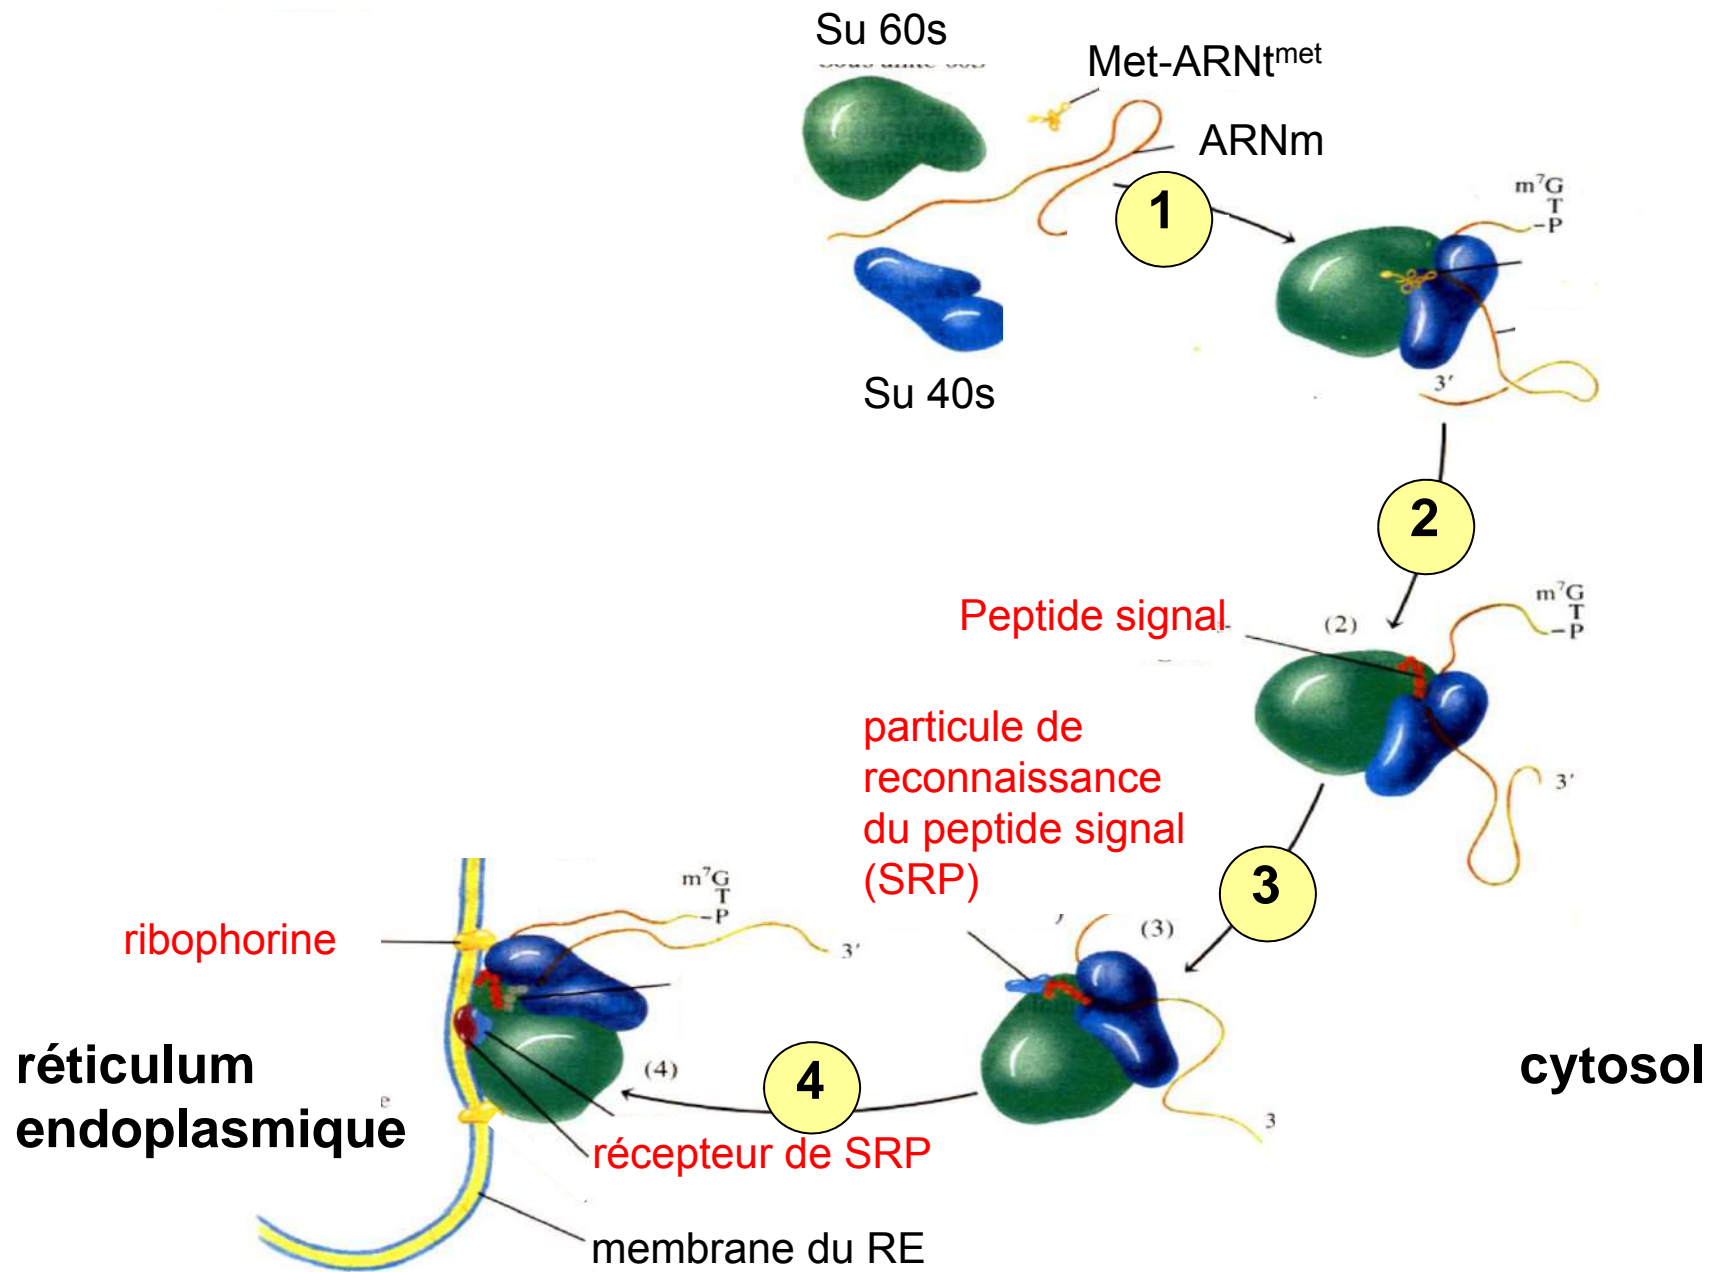 Su 60s
Met-ARNtmet
ARNm
1
m7G
T
-P
Su 40s
3'
2
m7G
T
-P
Peptide signal
(2)
particule de
reconnaissance
du peptide signal
(SRP)
3'
3
m7G
T
-P
ribophorine
3'
(3)
réticulum
endoplasmique
cytosol
(4)
4
3
récepteur de SRP
membrane du RE